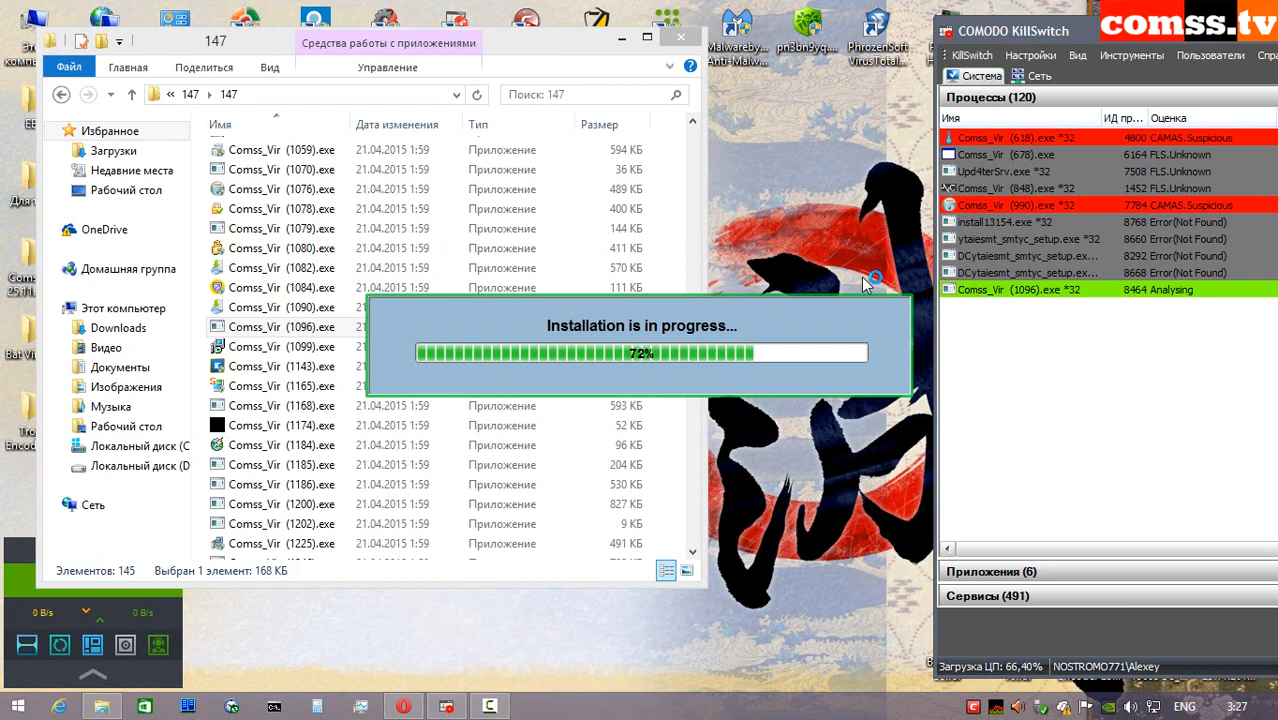 147
Средства работы с приложениями
Файл
Главная
Поделиться
Вид
Управление
147
147
Поиск: 147
Имя
Дата изменения
Тип
Размер
Избранное
Загрузки
Недавние места
Рабочий стол
OneDrive
Домашняя группа
Этот компьютер
Downloads
Видео
Документы
Изображения
Музыка
Рабочий стол
Локальный диск (C
Локальный диск (D
Сеть
Comss_Vir (1059).exe 21.04.2015 1:59 Приложение 594 КБ
Comss_Vir (1070).exe 21.04.2015 1:59 Приложение 36 КБ
Comss_Vir (1076).exe 21.04.2015 1:59 Приложение 489 КБ
Comss_Vir (1078).exe 21.04.2015 1:59 Приложение 400 КБ
Comss_Vir (1079).exe 21.04.2015 1:59 Приложение 144 КБ
Comss_Vir (1080).exe 21.04.2015 1:59 Приложение 411 КБ
Comss_Vir (1082).exe 21.04.2015 1:59 Приложение 570 КБ
Comss_Vir (1084).exe 21.04.2015 1:59 Приложение 111 КБ
Comss_Vir (1090).exe
Comss_Vir (1096).exe
Comss_Vir (1099).exe
Comss_Vir (1143).exe
Comss_Vir (1165).exe
Comss_Vir (1168).exe 21.04.2015 1:59 Приложение 593 КБ
Comss_Vir (1174).exe 21.04.2015 1:59 Приложение 52 КБ
Comss_Vir (1184).exe 21.04.2015 1:59 Приложение 96 КБ
Comss_Vir (1185).exe 21.04.2015 1:59 Приложение 204 КБ
Comss_Vir (1186).exe 21.04.2015 1:59 Приложение 530 КБ
Comss_Vir (1200).exe 21.04.2015 1:59 Приложение 827 КБ
Comss_Vir (1202).exe 21.04.2015 1:59 Приложение 9 КБ
Comss_Vir (1225).exe 21.04.2015 1:59 Приложение 491 КБ
Элементов: 145 Выбран 1 элемент: 168 КБ
Installation is in progress...
72%
Malwareby...
Anti-Malw...
pn3bn9yq....
PhrozenSoft
VirusTotal...
comss.tv
COMODO KillSwitch
KillSwitch Настройки Вид Инструменты Пользователи Спра
Система Сеть
Процессы (120)
Имя ИД пр... Оценка
Comss_Vir (618).exe *32 4800 CAMAS.Suspicious
Comss_Vir (678).exe 6164 FLS.Unknown
Upd4terSrv.exe *32 7508 FLS.Unknown
Comss_Vir (848).exe *32 1452 FLS.Unknown
Comss_Vir (990).exe *32 7784 CAMAS.Suspicious
install13154.exe *32 8768 Error(Not Found)
ytaiesmt_smtyc_setup.exe *32 8660 Error(Not Found)
DCytaiesmt_smtyc_setup.ex... 8292 Error(Not Found)
DCytaiesmt_smtyc_setup.ex... 8668 Error(Not Found)
Comss_Vir (1096).exe *32 8464 Analysing
Приложения (6)
Сервисы (491)
Загрузка ЦП: 66,40% NOSTROMO771\Alexey
0 B/s
0 B/s
ENG
3:27